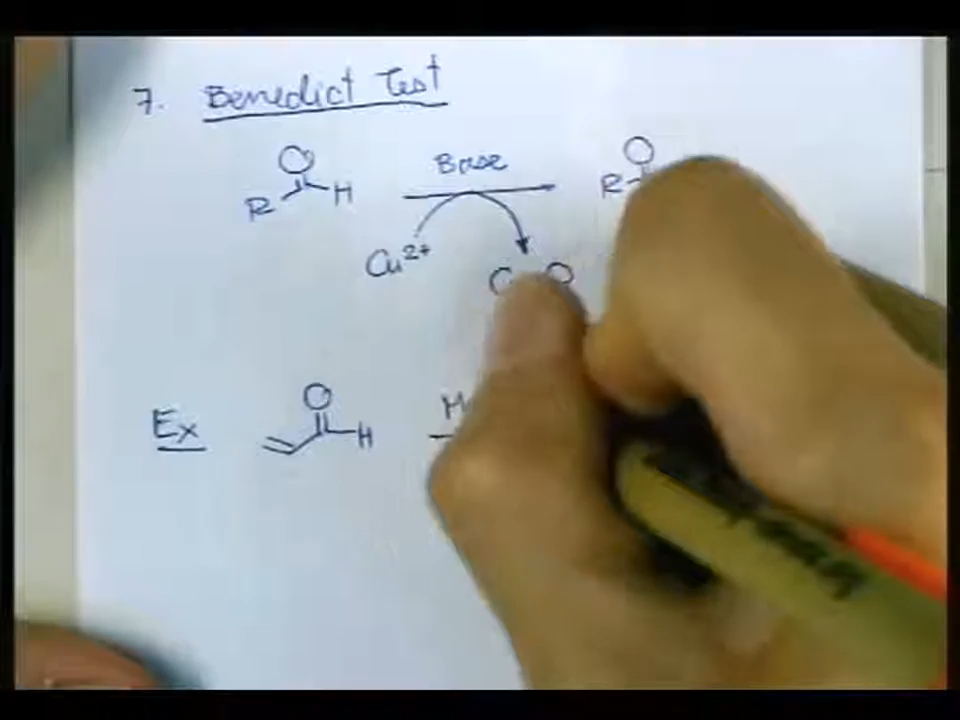 7. Benedict Test
O Base O
R H R
Cu²⁺
O
Ex H